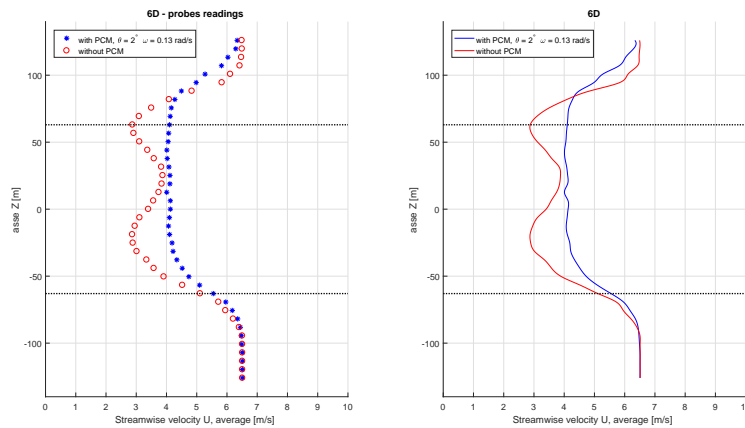 6D - probes readings
with PCM, θ = 2° ω = 0.13 rad/s
without PCM
100
50
0
-50
-100
asse Z [m]
0 1 2 3 4 5 6 7 8 9 10
Streamwise velocity U, average [m/s]
6D
with PCM, θ = 2° ω = 0.13 rad/s
without PCM
100
50
0
-50
-100
asse Z [m]
0 1 2 3 4 5 6 7 8 9 10
Streamwise velocity U, average [m/s]